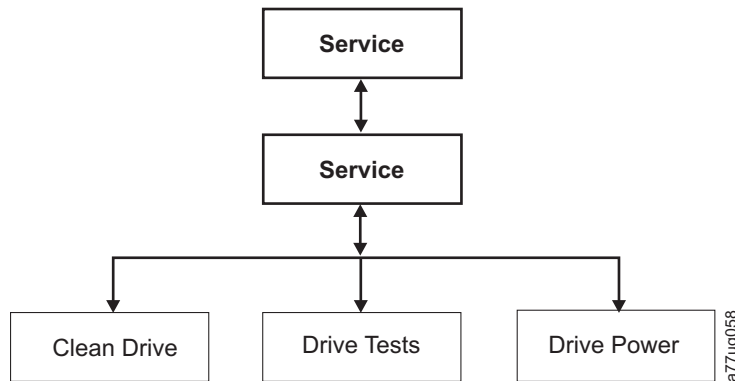 Service
Service
Clean Drive
Drive Tests
Drive Power
a77ug058